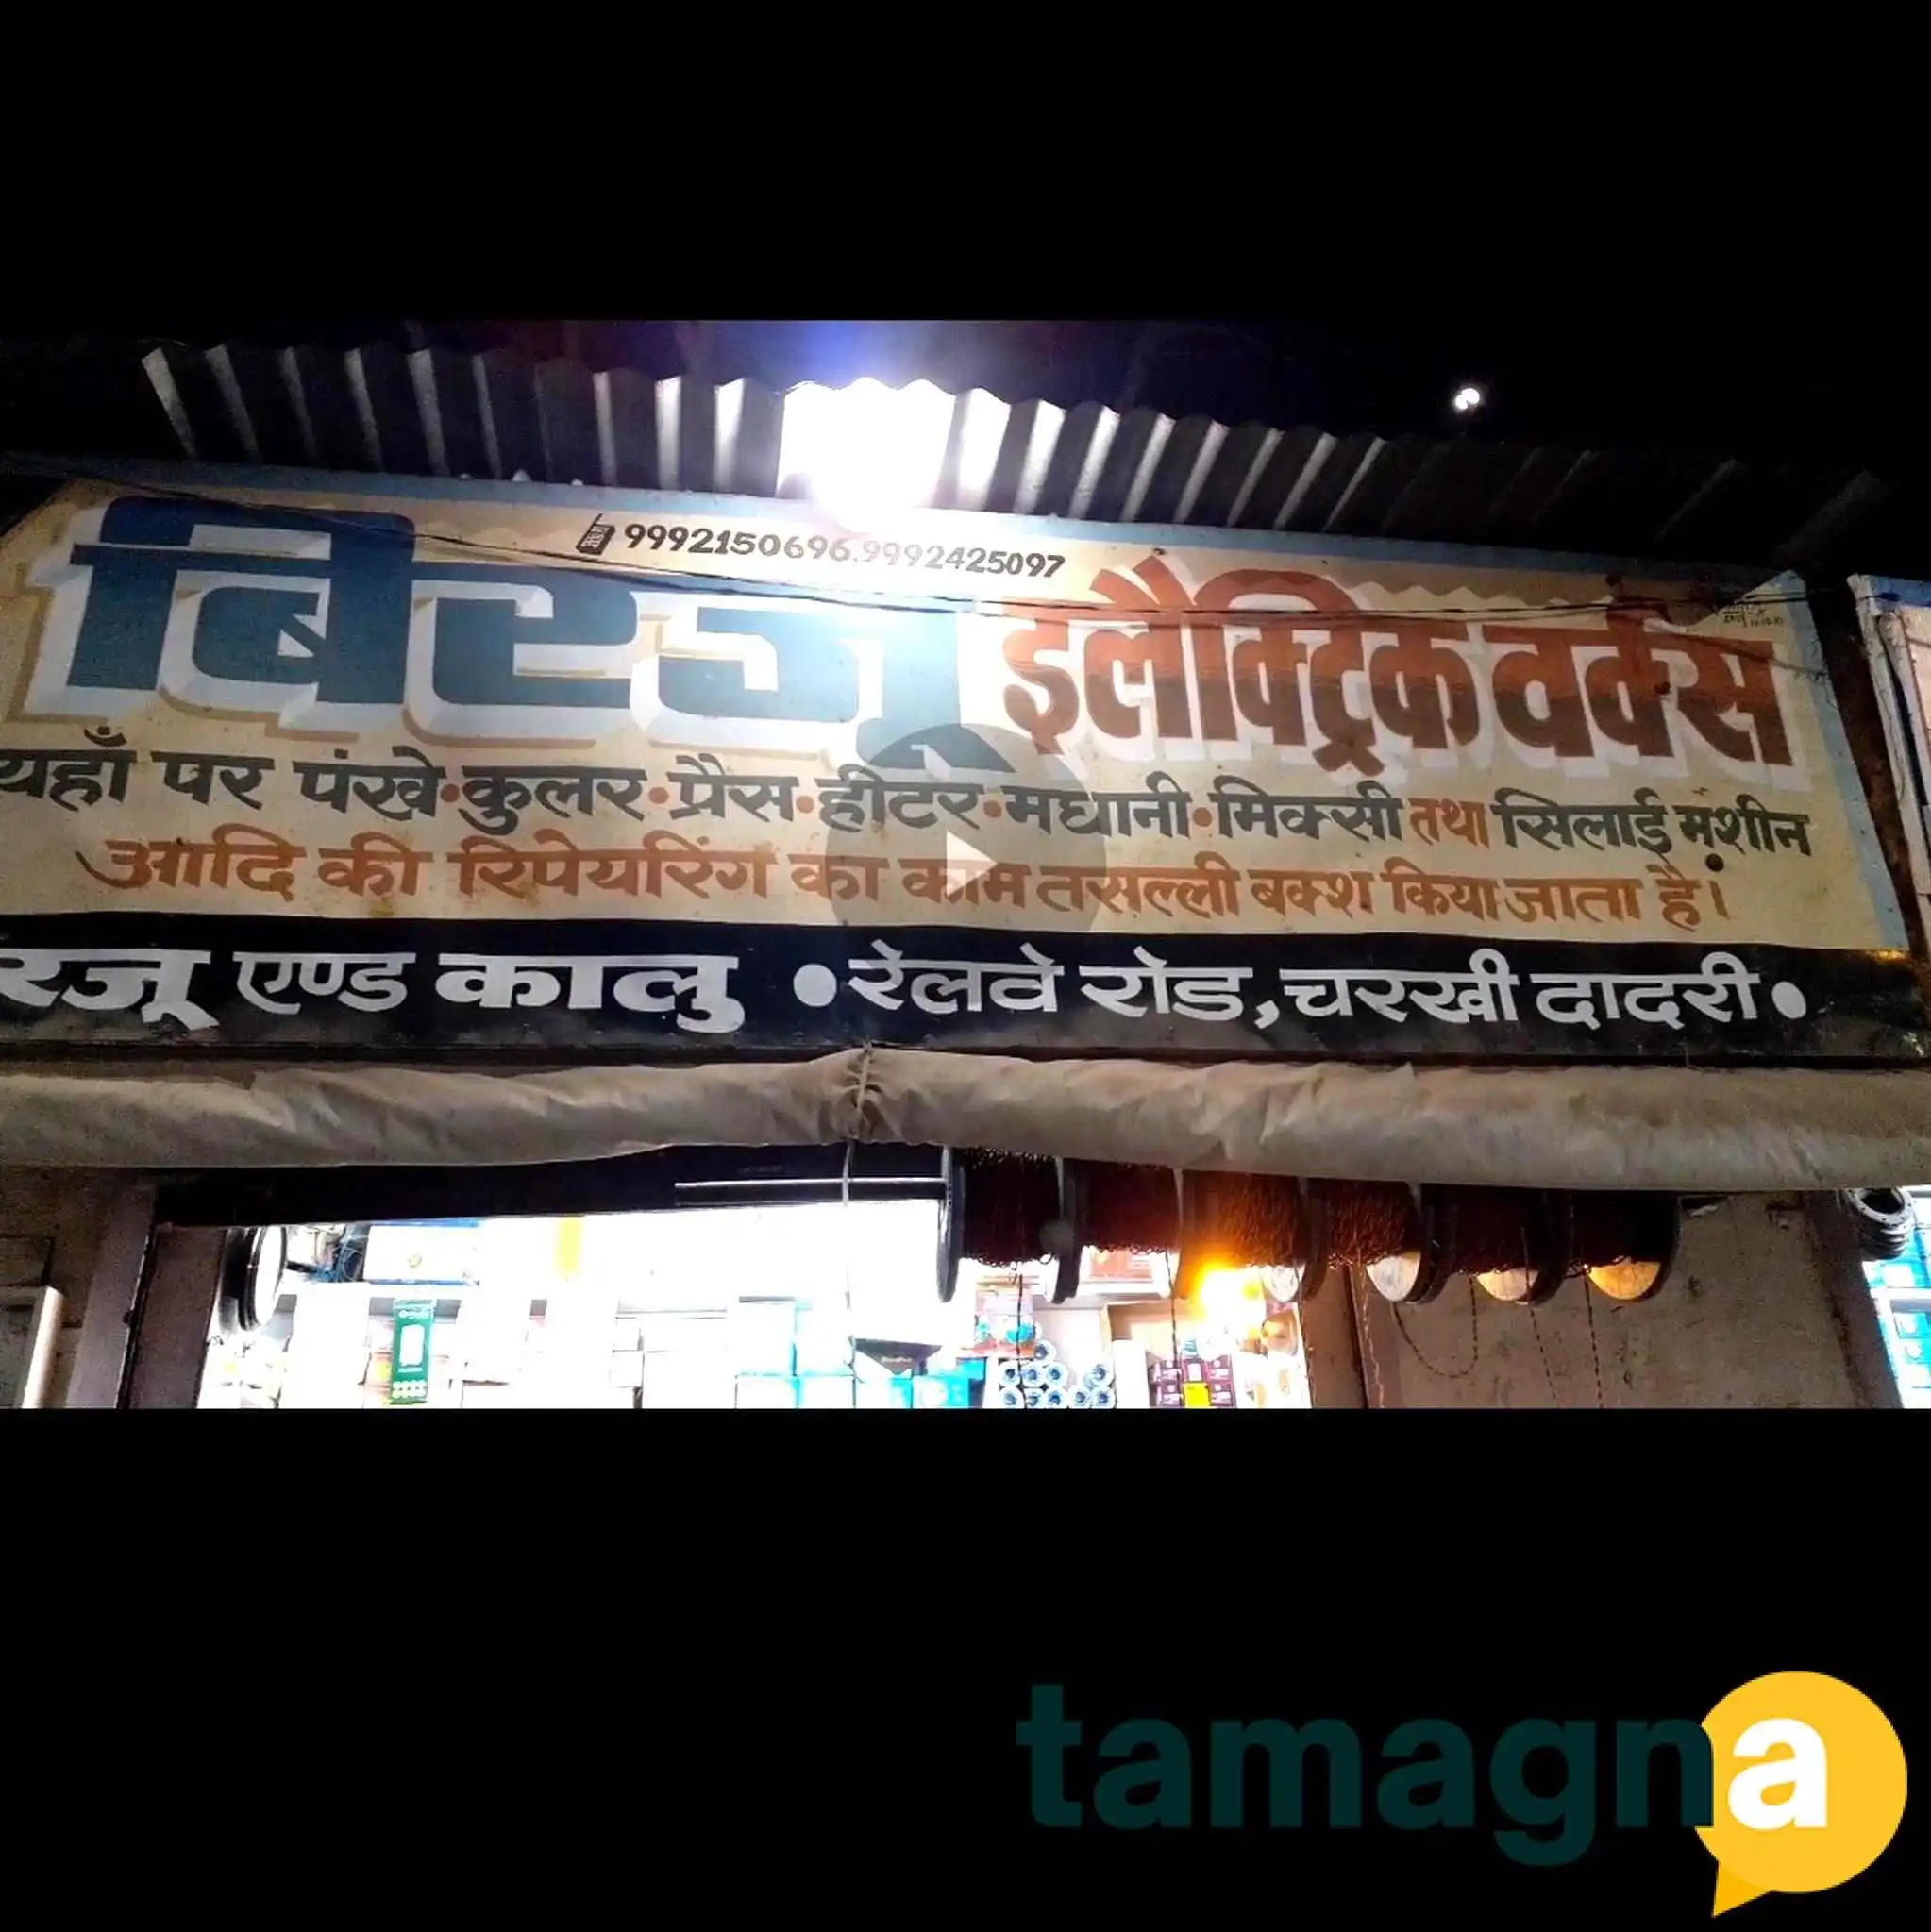 9992150696.9992425097
बिरजू इलैक्ट्रिक वर्कस
यहाँ पर पंखे•कुलर•प्रैस•हीटर•मधानी•मिक्सी तथा सिलाई मशीन
आदि की रिपेयरिंग का काम तसल्ली बक्श किया जाता है।
रजू एण्ड कालु •रेलवे रोड,चरखी दादरी•
tamagna